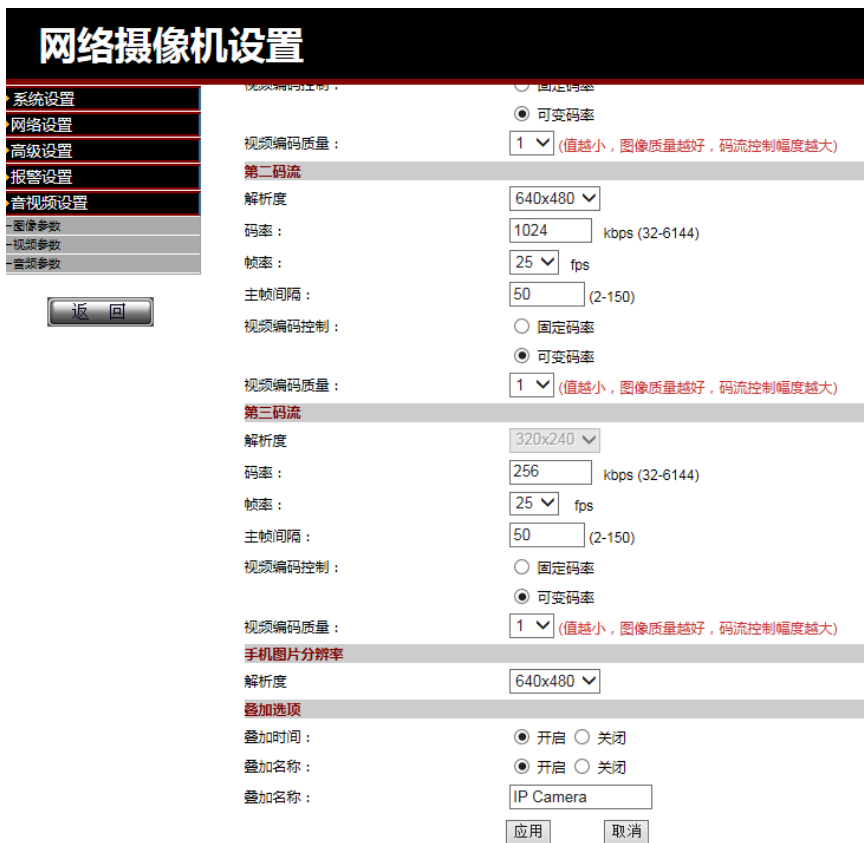 网络摄像机设置
系统设置
网络设置
高级设置
报警设置
音视频设置
图像参数
视频参数
音频参数
返 回
视频编码控制： 固定码率
可变码率
视频编码质量： 1 (值越小，图像质量越好，码流控制幅度越大)
第二码流
解析度 640x480
码率： 1024 kbps (32-6144)
帧率： 25 fps
主帧间隔： 50 (2-150)
视频编码控制： 固定码率
可变码率
视频编码质量： 1 (值越小，图像质量越好，码流控制幅度越大)
第三码流
解析度 320x240
码率： 256 kbps (32-6144)
帧率： 25 fps
主帧间隔： 50 (2-150)
视频编码控制： 固定码率
可变码率
视频编码质量： 1 (值越小，图像质量越好，码流控制幅度越大)
手机图片分辨率
解析度 640x480
叠加选项
叠加时间： 开启 关闭
叠加名称： 开启 关闭
叠加名称： IP Camera
应用 取消